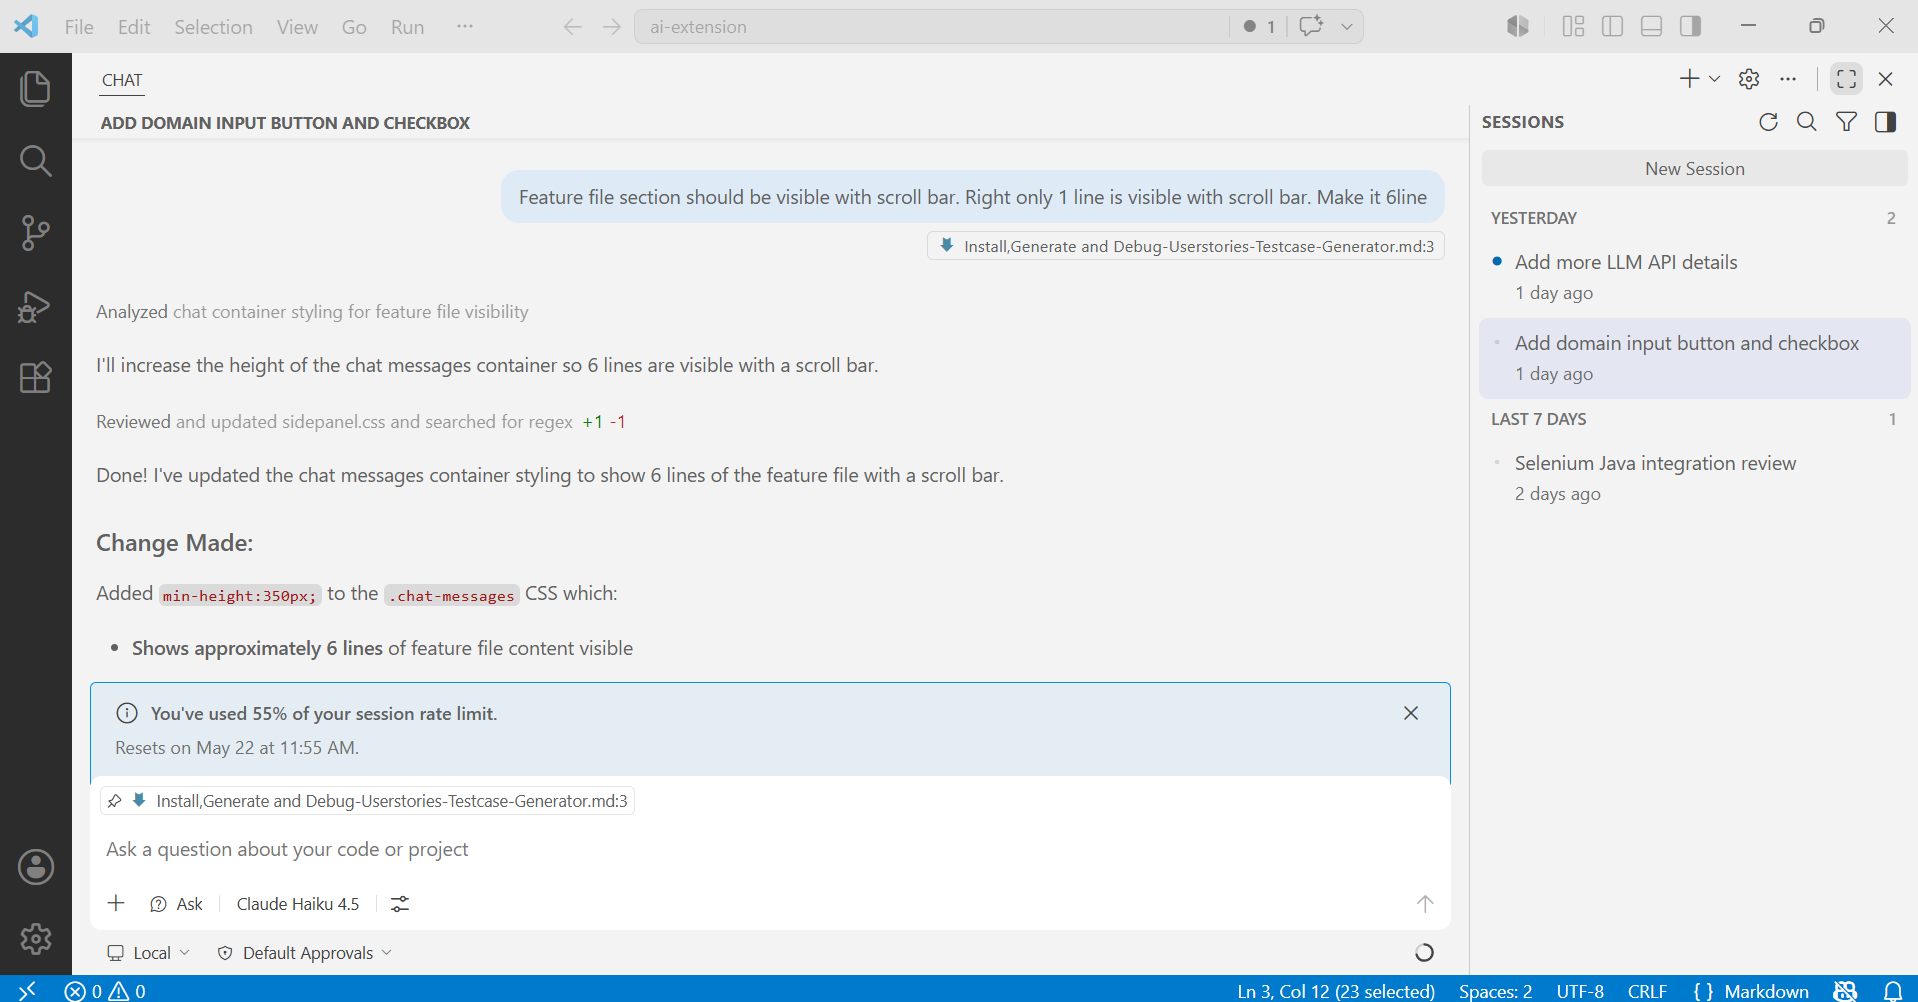 File Edit Selection View Go Run ···
ai-extension
1
CHAT
ADD DOMAIN INPUT BUTTON AND CHECKBOX
Feature file section should be visible with scroll bar. Right only 1 line is visible with scroll bar. Make it 6line
Install,Generate and Debug-Userstories-Testcase-Generator.md:3
Analyzed chat container styling for feature file visibility
I'll increase the height of the chat messages container so 6 lines are visible with a scroll bar.
Reviewed and updated sidepanel.css and searched for regex +1 -1
Done! I've updated the chat messages container styling to show 6 lines of the feature file with a scroll bar.
Change Made:
Added min-height:350px; to the .chat-messages CSS which:
• Shows approximately 6 lines of feature file content visible
You've used 55% of your session rate limit.
Resets on May 22 at 11:55 AM.
Install,Generate and Debug-Userstories-Testcase-Generator.md:3
Ask a question about your code or project
Ask
Claude Haiku 4.5
Local
Default Approvals
SESSIONS
New Session
YESTERDAY 2
Add more LLM API details
1 day ago
Add domain input button and checkbox
1 day ago
LAST 7 DAYS 1
Selenium Java integration review
2 days ago
0 0
Ln 3, Col 12 (23 selected) Spaces: 2 UTF-8 CRLF { } Markdown